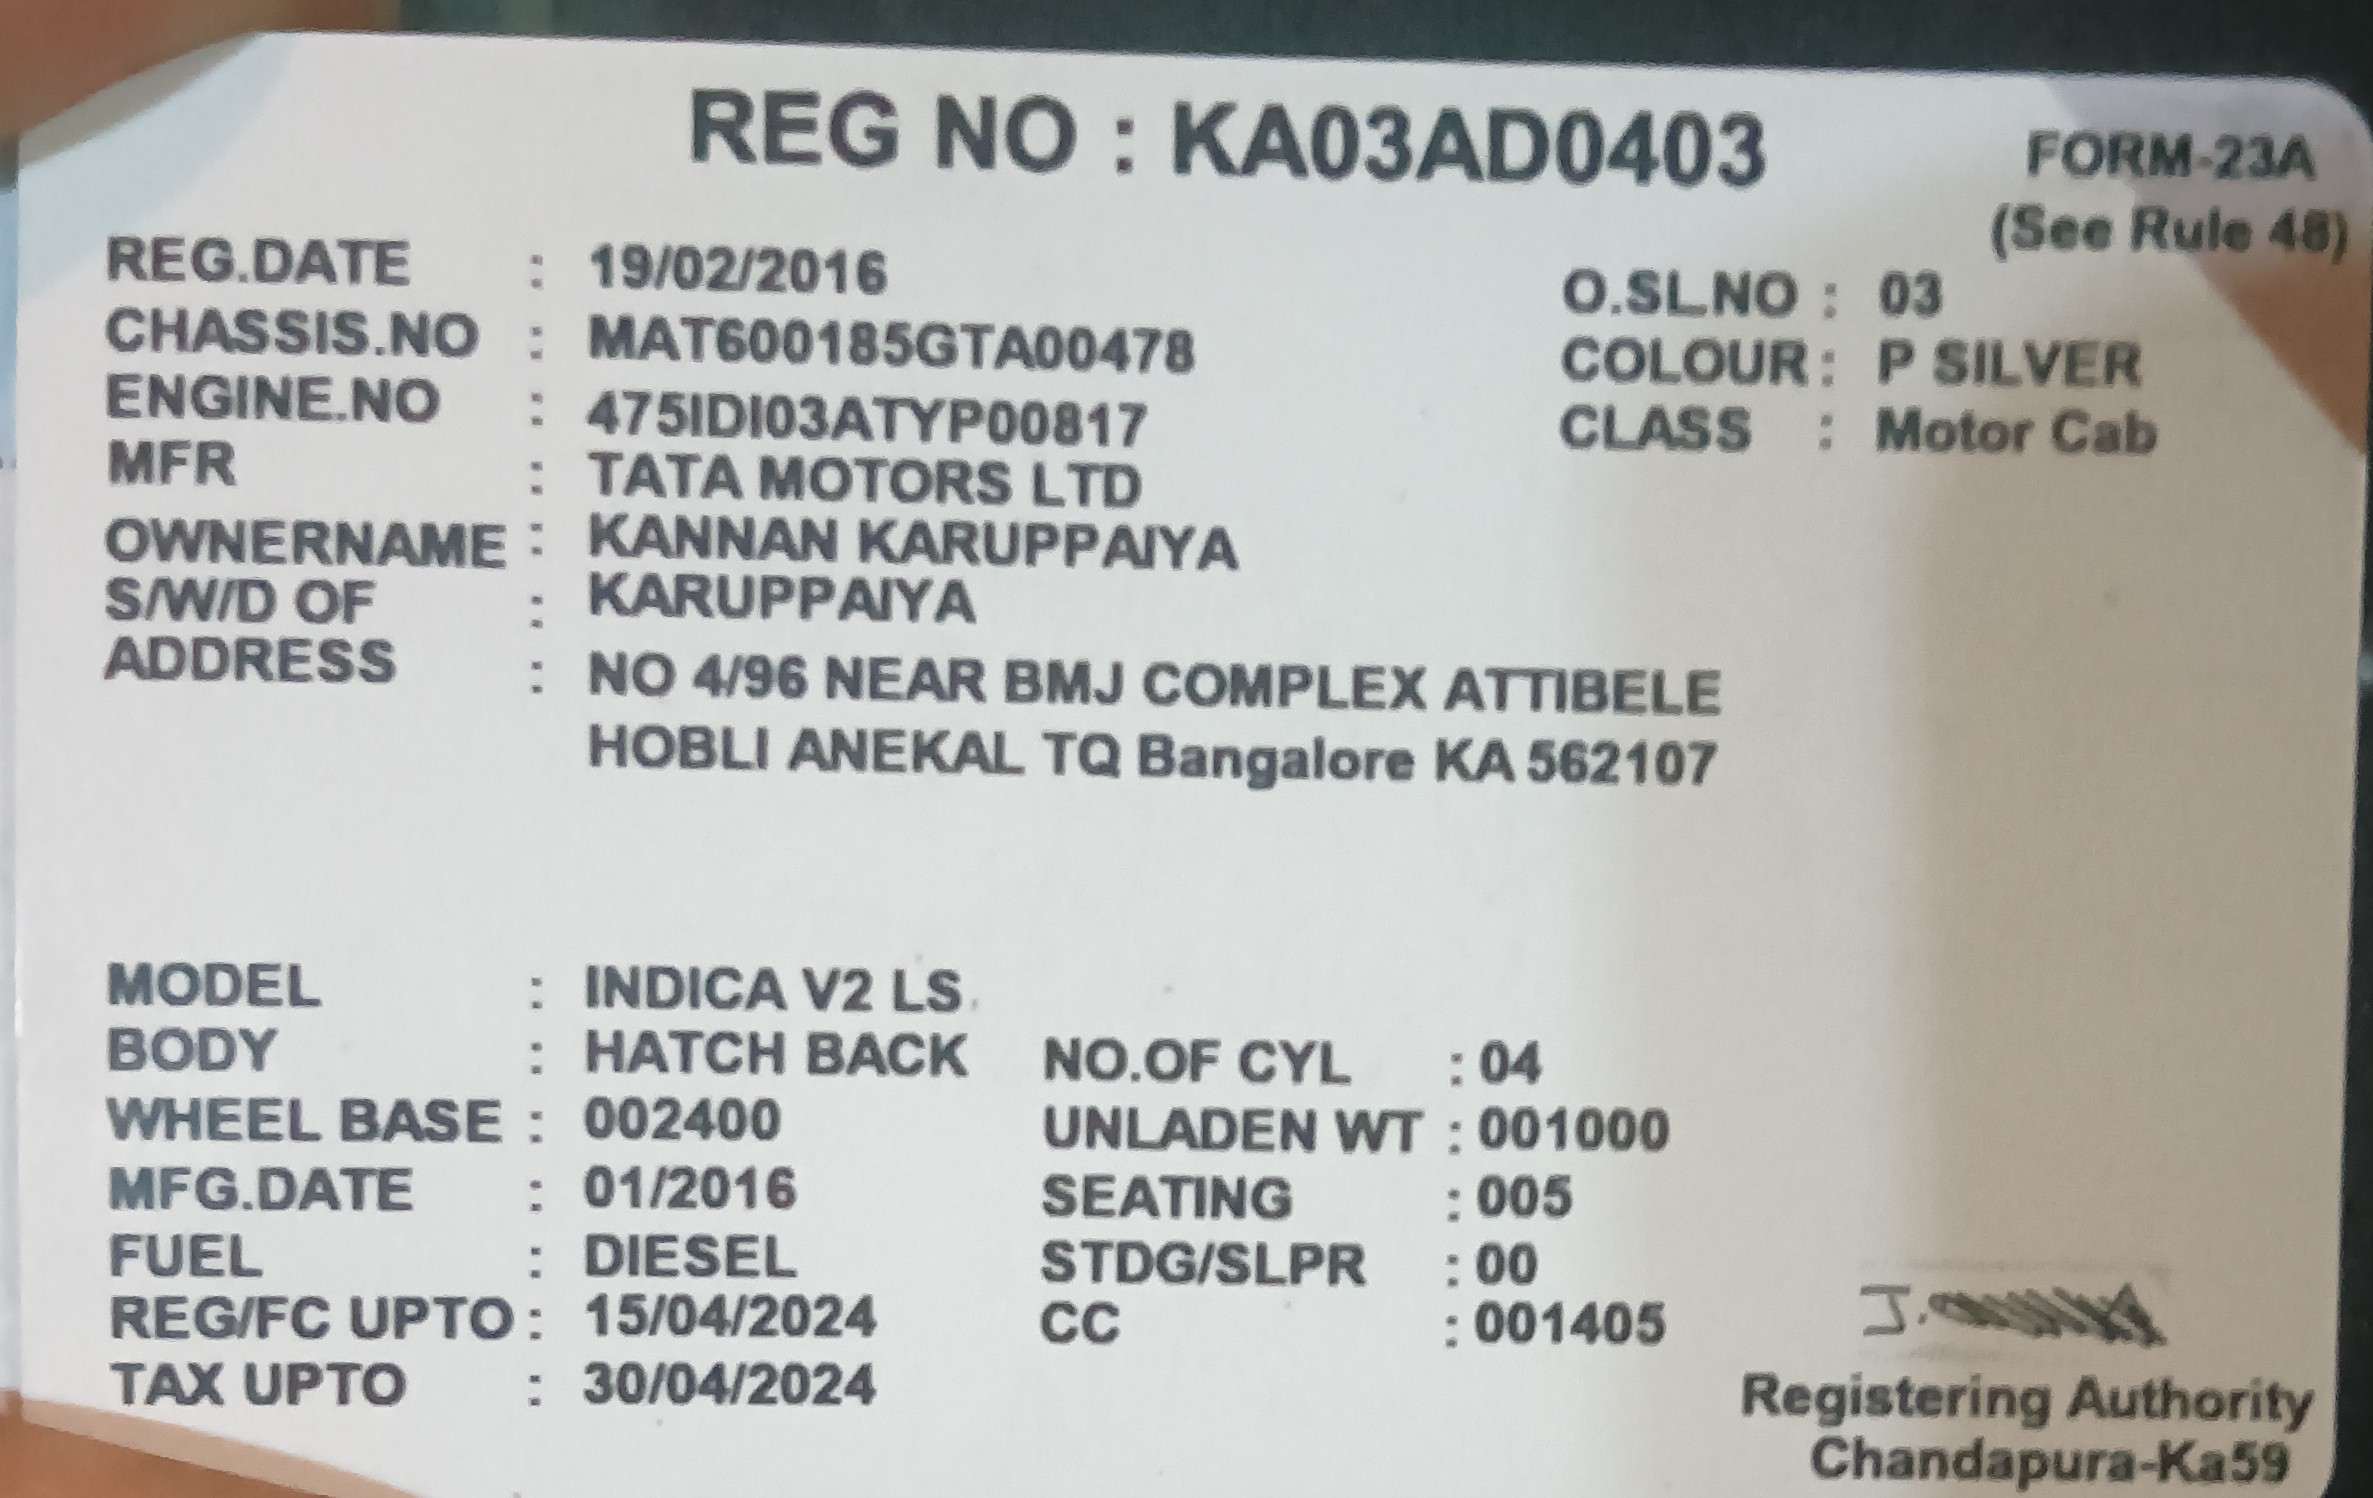 REG NO : KA03AD0403
FORM-23A
(See Rule 48)
REG.DATE : 19/02/2016
O.SLNO : 03
CHASSIS.NO : MAT600185GTA00478
COLOUR : P SILVER
ENGINE.NO : 475IDI03ATYP00817
CLASS : Motor Cab
MFR : TATA MOTORS LTD
OWNERNAME : KANNAN KARUPPAIYA
S/W/D OF : KARUPPAIYA
ADDRESS : NO 4/96 NEAR BMJ COMPLEX ATTIBELE
HOBLI ANEKAL TQ Bangalore KA 562107
MODEL : INDICA V2 LS
BODY : HATCH BACK NO.OF CYL : 04
WHEEL BASE : 002400 UNLADEN WT : 001000
MFG.DATE : 01/2016 SEATING : 005
FUEL : DIESEL STDG/SLPR : 00
REG/FC UPTO : 15/04/2024 CC : 001405
TAX UPTO : 30/04/2024
Registering Authority
Chandapura-Ka59